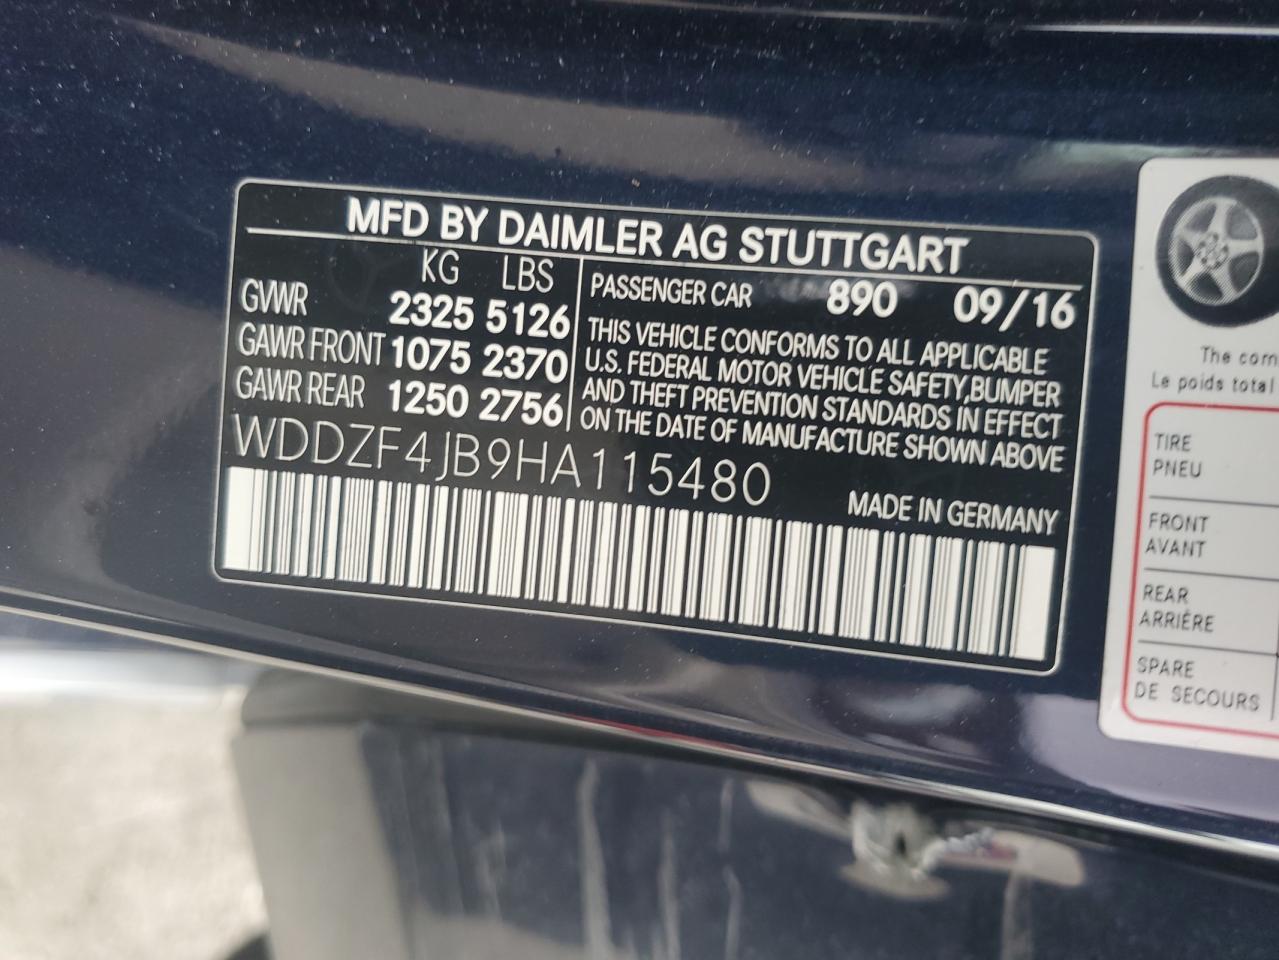 MFD BY DAIMLER AG STUTTGART
KG LBS
GVWR 2325 5126
GAWR FRONT 1075 2370
GAWR REAR 1250 2756
PASSENGER CAR 890 09/16
THIS VEHICLE CONFORMS TO ALL APPLICABLE
U.S. FEDERAL MOTOR VEHICLE SAFETY,BUMPER
AND THEFT PREVENTION STANDARDS IN EFFECT
ON THE DATE OF MANUFACTURE SHOWN ABOVE
WDDZF4JB9HA115480
MADE IN GERMANY
The com
Le poids total
TIRE
PNEU
FRONT
AVANT
REAR
ARRIÈRE
SPARE
DE SECOURS